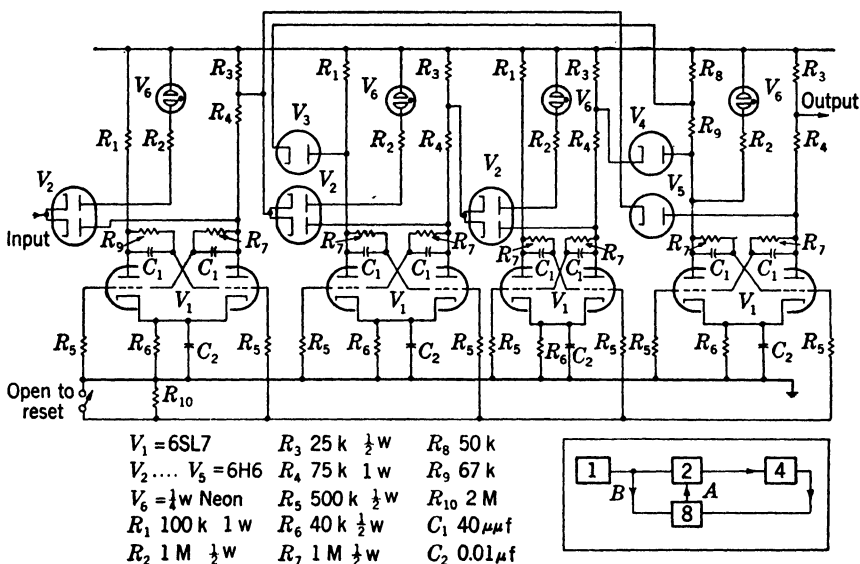 R3 R1 R3 R1 R3 R8 R3
V6 V3 V6 V6 V4 V6
Output
R4 R4 R4 R9 R4
R1 R2 R2 R2 R2
V2 V2 V2 V5
Input
R9 R7 R7 R7 R7 R7 R7 R7
C1 C1 C1 C1 C1 C1 C1 C1
V1 V1 V1 V1
R5 R6 C2 R5 R5 R6 C2 R5 R5 R6 C2 R5 R5 R6 C2 R5
Open to
reset
R10
V1 = 6SL7
V2 .... V5 = 6H6
V6 = ¼w Neon
R1 100 k 1 w
R2 1 M ½w
R3 25 k ½w
R4 75 k 1 w
R5 500 k ½w
R6 40 k ½w
R7 1 M ½w
R8 50 k
R9 67 k
R10 2 M
C1 40 μμf
C2 0.01 μf
1 2 4
B A
8